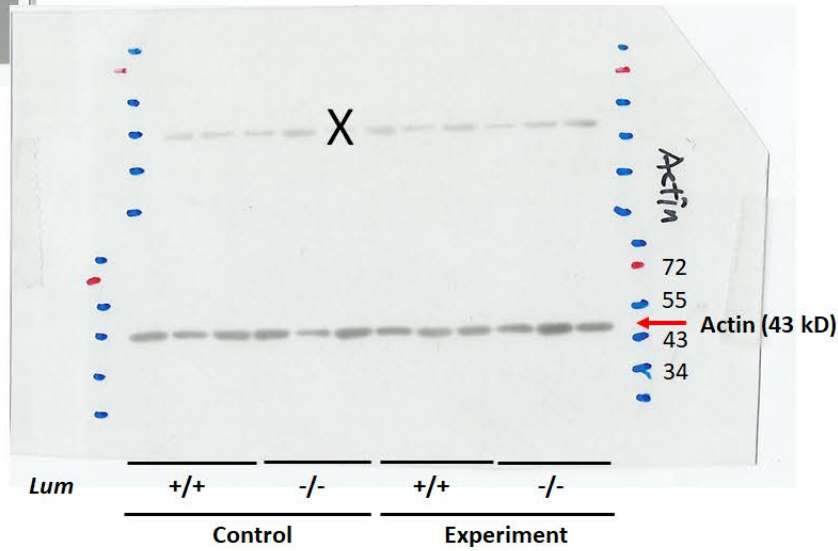 X
Actin
72
55
Actin (43 kD)
43
34
Lum +/+ -/- +/+ -/-
Control Experiment